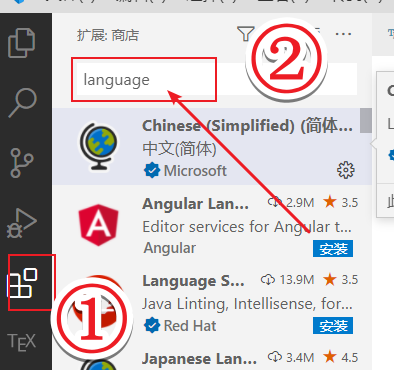 扩展: 商店
②
language
Chinese (Simplified) (简体...
中文(简体)
Microsoft
Angular Lan... 2.9M ★ 3.5
Editor services for Angular t...
Angular 安装
Language S... 13.9M ★ 3.5
Java Linting, Intellisense, for...
Red Hat 安装
①
TEX
Japanese Lan... 3.4M ★ 4.5